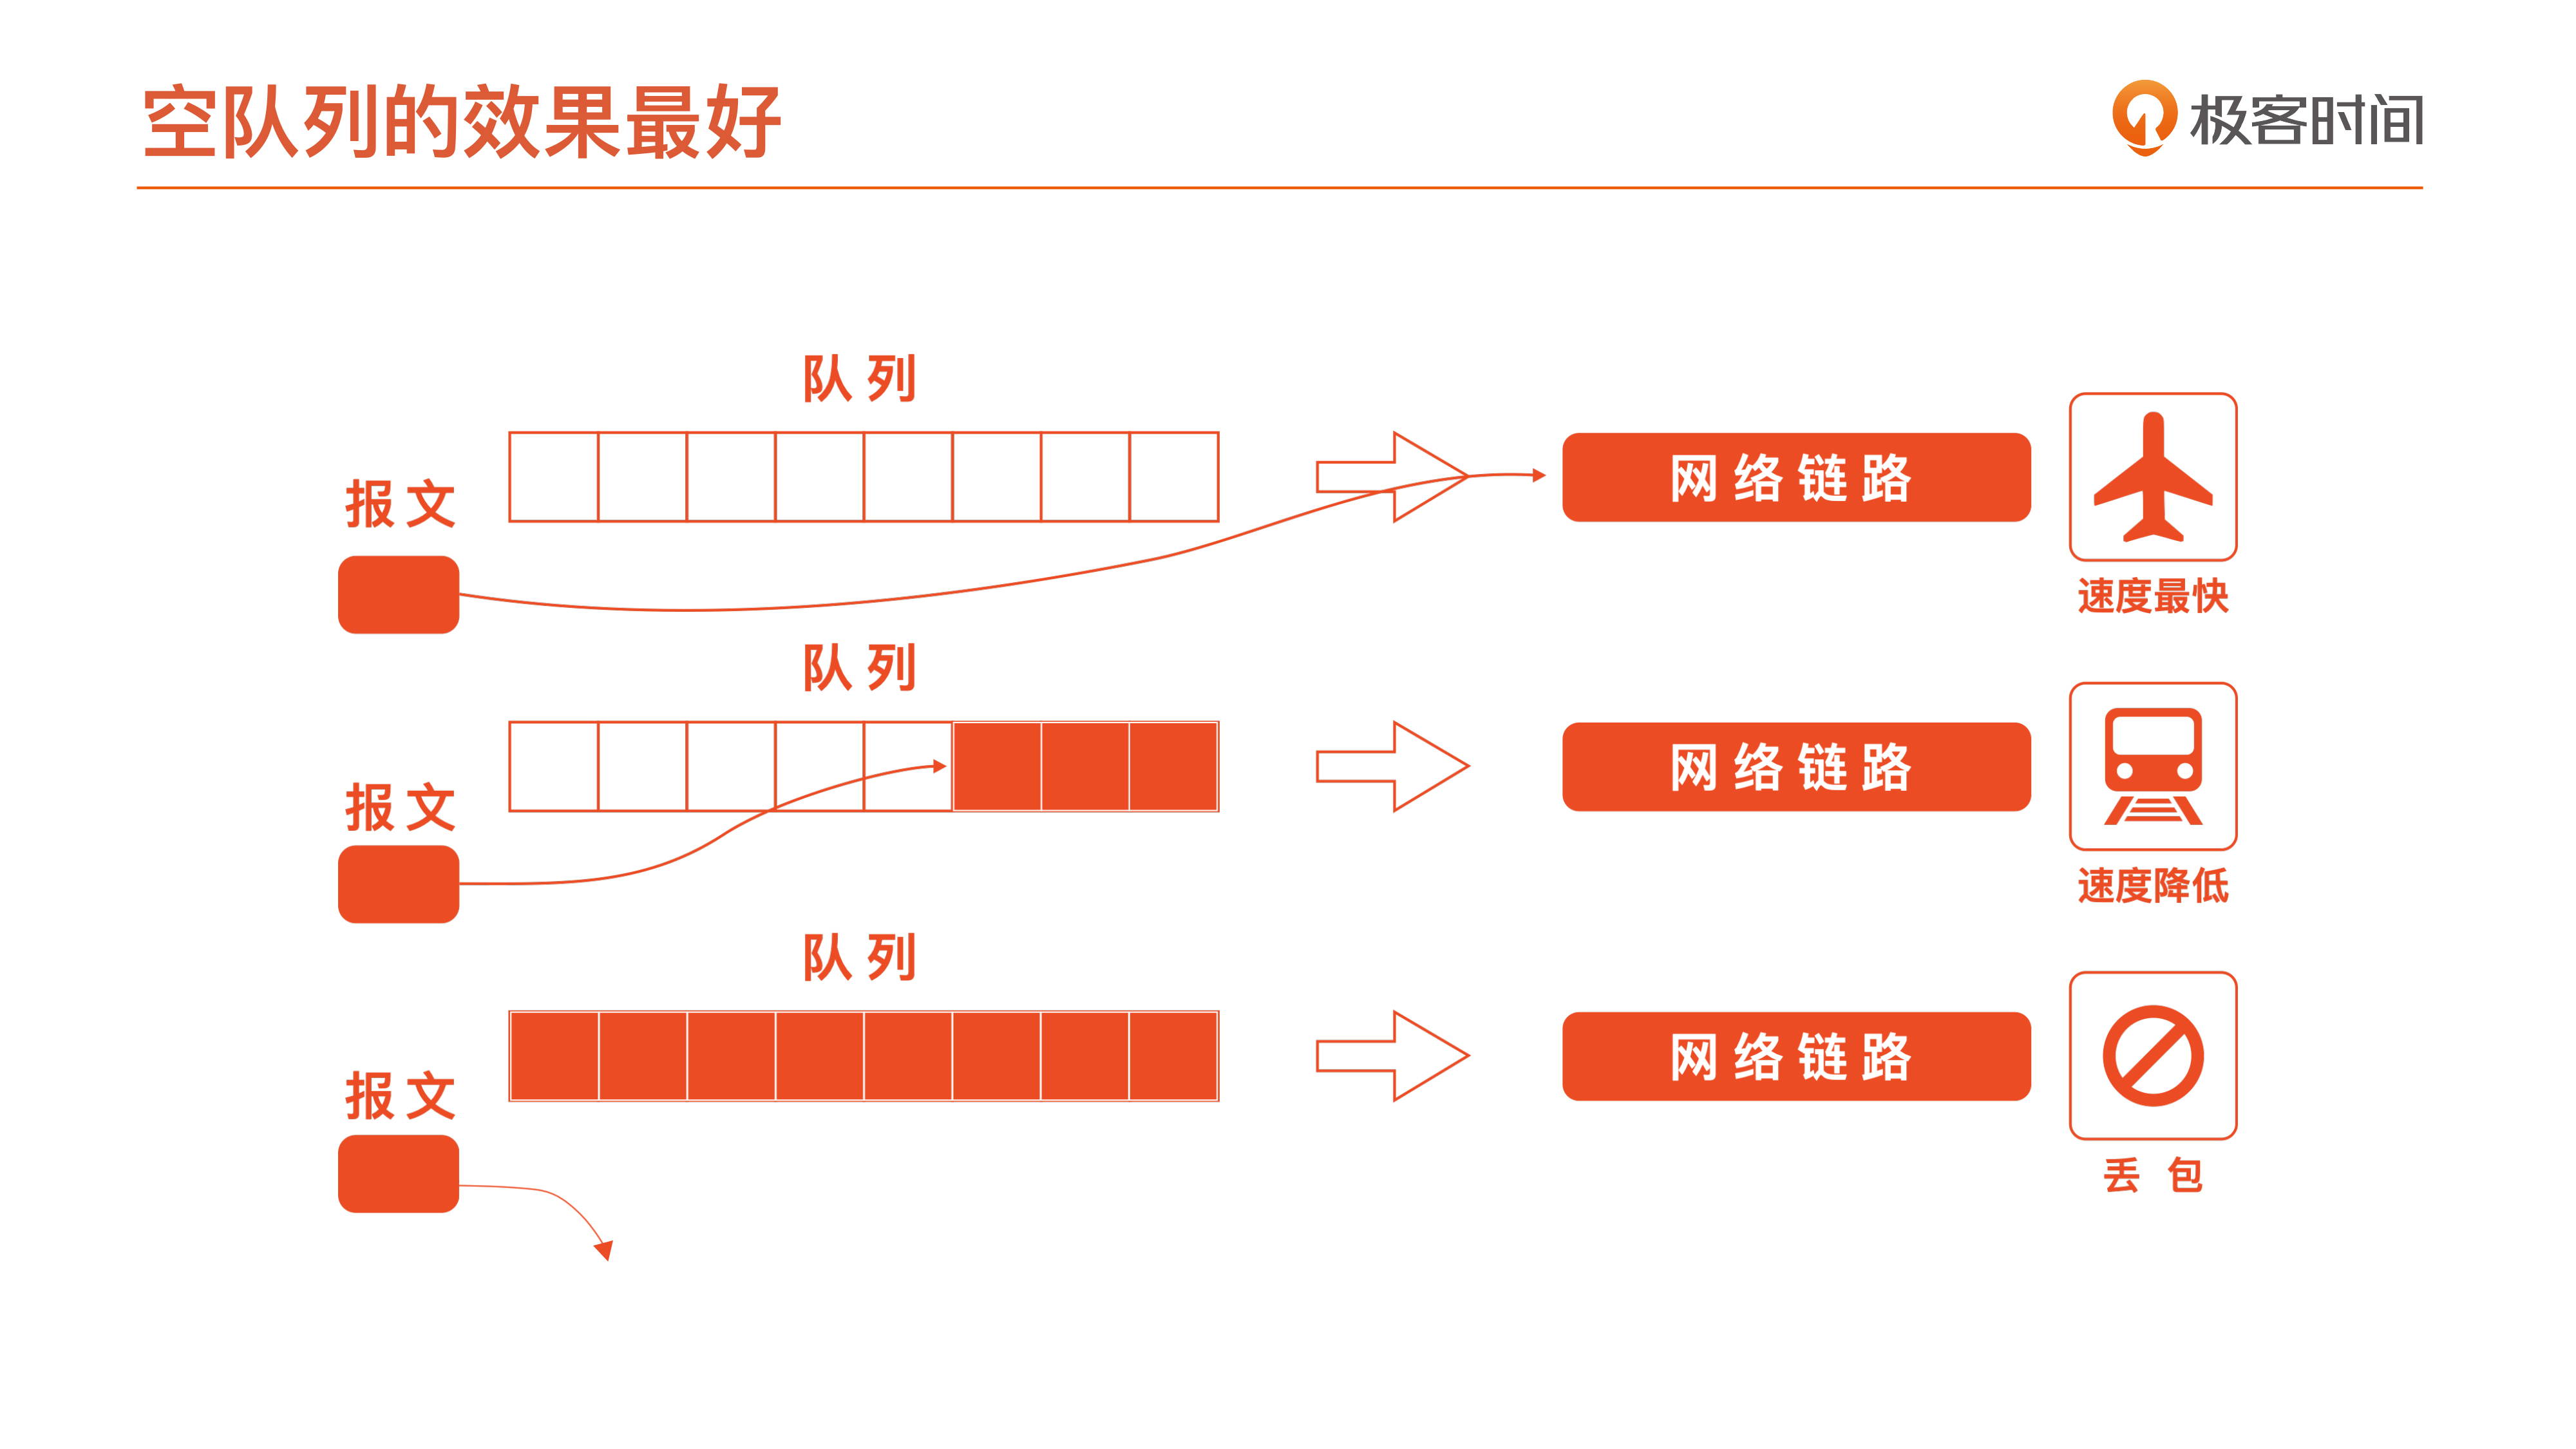 空队列的效果最好
极客时间
队列
报文
网络链路
速度最快
队列
报文
网络链路
速度降低
队列
报文
网络链路
丢包